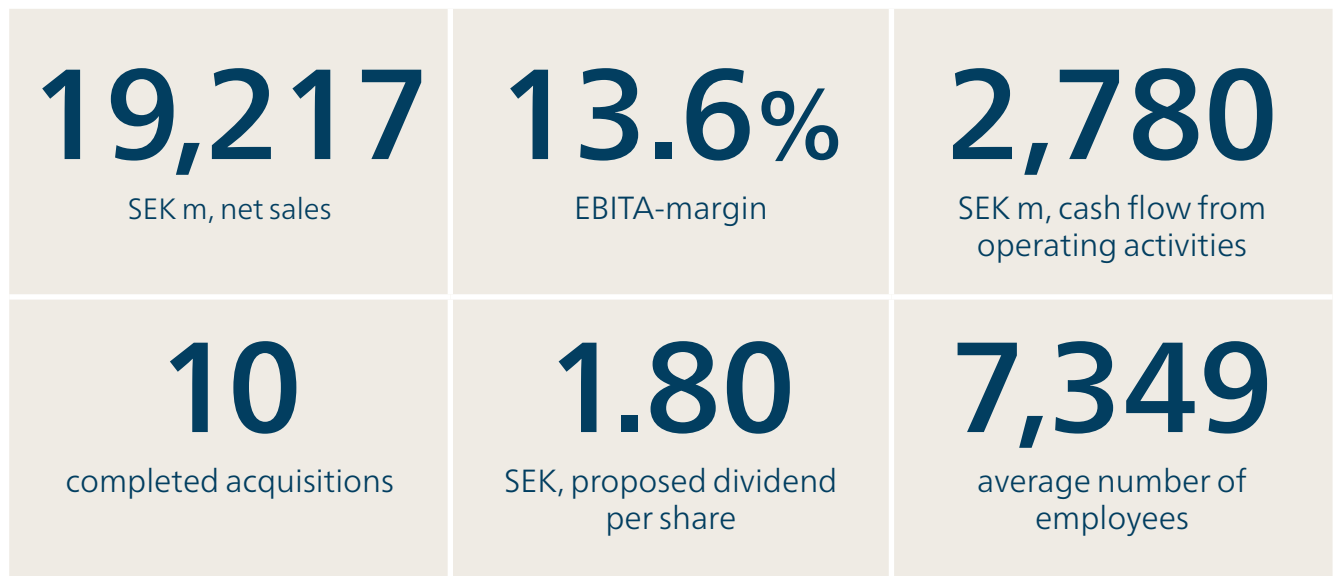 19,217
SEK m, net sales
13.6%
EBITA-margin
2,780
SEK m, cash flow from
operating activities
10
completed acquisitions
1.80
SEK, proposed dividend
per share
7,349
average number of
employees